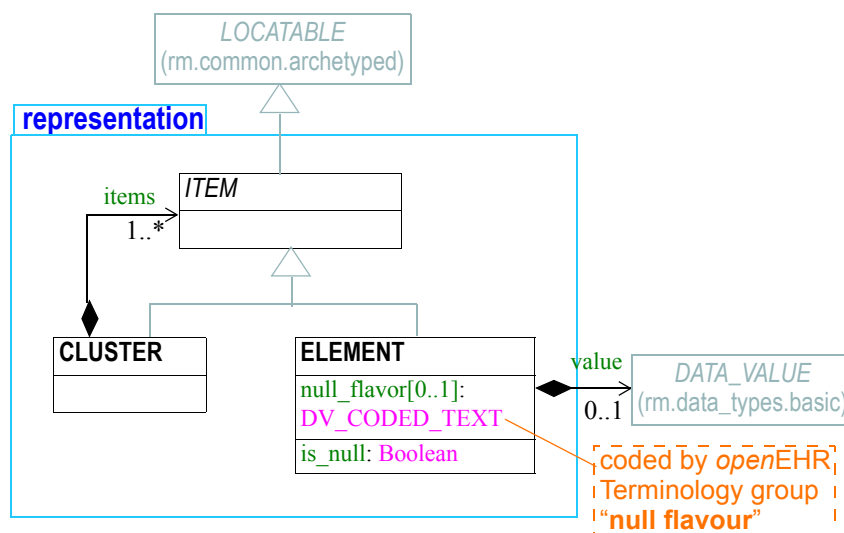 LOCATABLE
(rm.common.archetyped)
representation
ITEM
items
1..*
CLUSTER
ELEMENT
null_flavor[0..1]:
DV_CODED_TEXT
is_null: Boolean
value
0..1
DATA_VALUE
(rm.data_types.basic)
coded by openEHR
Terminology group
“null flavour”